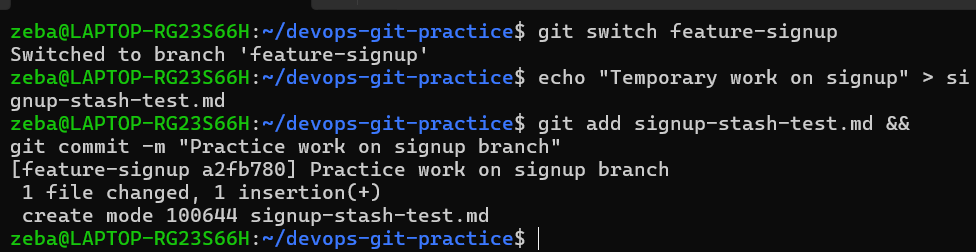 zeba@LAPTOP-RG23S66H:~/devops-git-practice$ git switch feature-signup
Switched to branch 'feature-signup'
zeba@LAPTOP-RG23S66H:~/devops-git-practice$ echo "Temporary work on signup" > si
gnup-stash-test.md
zeba@LAPTOP-RG23S66H:~/devops-git-practice$ git add signup-stash-test.md &&
git commit -m "Practice work on signup branch"
[feature-signup a2fb780] Practice work on signup branch
 1 file changed, 1 insertion(+)
 create mode 100644 signup-stash-test.md
zeba@LAPTOP-RG23S66H:~/devops-git-practice$